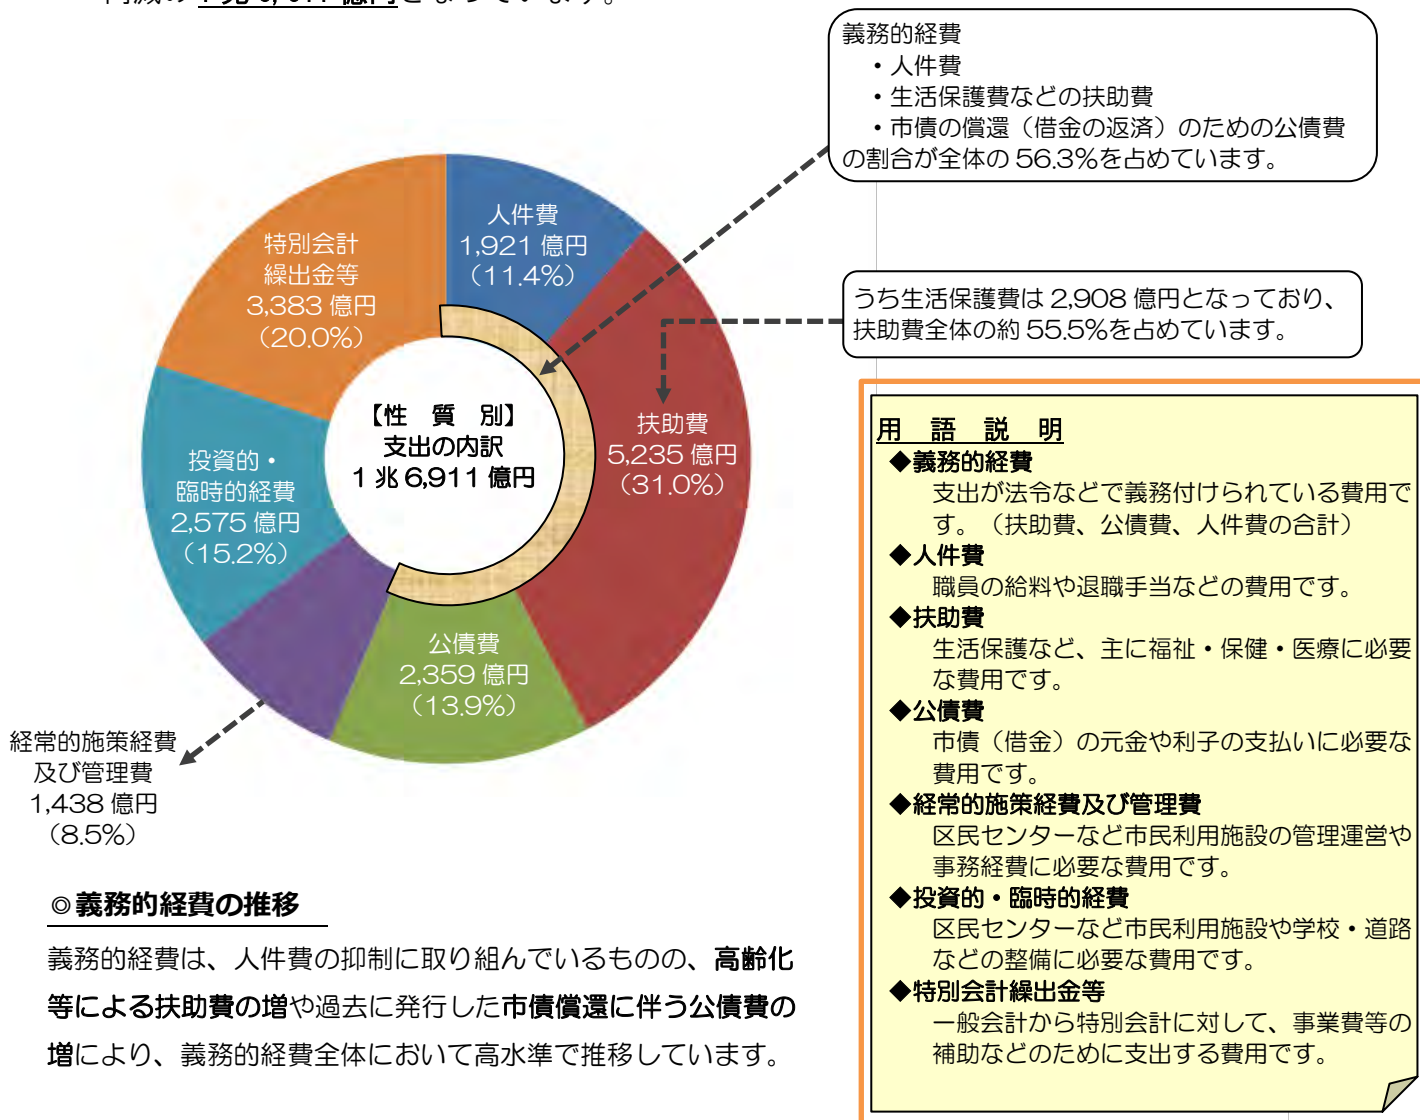 となっています。
義務的経費
・人件費
・生活保護費などの扶助費
・市債の償還（借金の返済）のための公債費
の割合が全体の 56.3%を占めています。
人件費
1,921 億円
（11.4%）
特別会計
繰出金等
3,383 億円
（20.0%）
うち生活保護費は 2,908 億円となっており、
扶助費全体の約 55.5%を占めています。
【性　質　別】
支出の内訳
1 兆 6,911 億円
扶助費
5,235 億円
（31.0%）
投資的・
臨時的経費
2,575 億円
（15.2%）
公債費
2,359 億円
（13.9%）
経常的施策経費
及び管理費
1,438 億円
（8.5%）
◎義務的経費の推移
義務的経費は、人件費の抑制に取り組んでいるものの、高齢化
等による扶助費の増や過去に発行した市債償還に伴う公債費の
増により、義務的経費全体において高水準で推移しています。
用　語　説　明
◆義務的経費
支出が法令などで義務付けられている費用で
す。（扶助費、公債費、人件費の合計）
◆人件費
職員の給料や退職手当などの費用です。
◆扶助費
生活保護など、主に福祉・保健・医療に必要
な費用です。
◆公債費
市債（借金）の元金や利子の支払いに必要な
費用です。
◆経常的施策経費及び管理費
区民センターなど市民利用施設の管理運営や
事務経費に必要な費用です。
◆投資的・臨時的経費
区民センターなど市民利用施設や学校・道路
などの整備に必要な費用です。
◆特別会計繰出金等
一般会計から特別会計に対して、事業費等の
補助などのために支出する費用です。